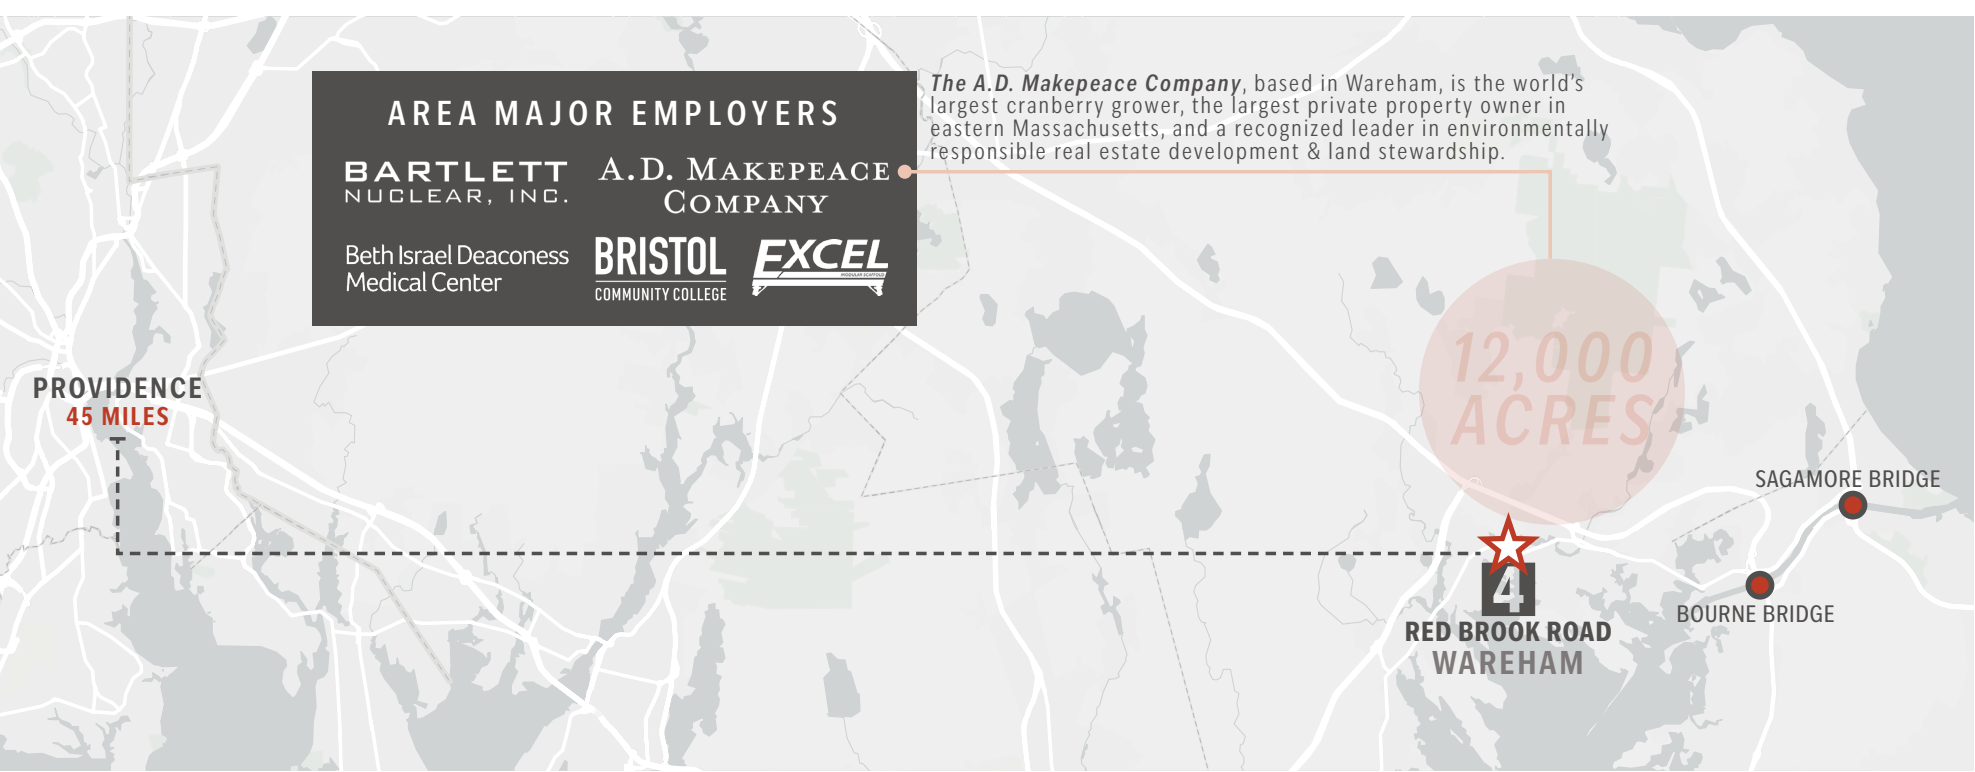 AREA MAJOR EMPLOYERS
BARTLETT
NUCLEAR, INC.
A.D. MAKEPEACE
COMPANY
Beth Israel Deaconess
Medical Center
BRISTOL
COMMUNITY COLLEGE
EXCEL
MODULAR SCAFFOLD
The A.D. Makepeace Company, based in Wareham, is the world's
largest cranberry grower, the largest private property owner in
eastern Massachusetts, and a recognized leader in environmentally
responsible real estate development & land stewardship.
12,000
ACRES
PROVIDENCE
45 MILES
SAGAMORE BRIDGE
BOURNE BRIDGE
4
RED BROOK ROAD
WAREHAM